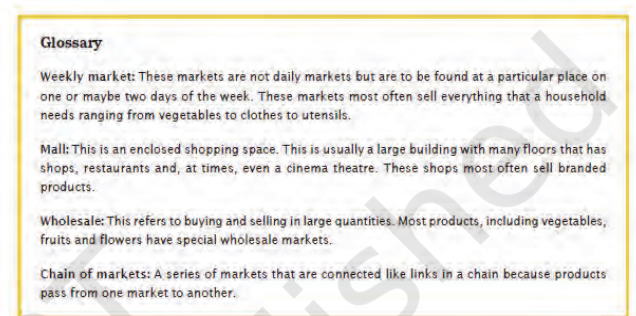 Glossary
Weekly market: These markets are not daily markets but are to be found at a particular place on
one or maybe two days of the week. These markets most often sell everything that a household
needs ranging from vegetables to clothes to utensils.
Mall: This is an enclosed shopping space. This is usually a large building with many floors that has
shops, restaurants and, at times, even a cinema theatre. These shops most often sell branded
products.
Wholesale: This refers to buying and selling in large quantities. Most products, including vegetables,
fruits and flowers have special wholesale markets.
Chain of markets: A series of markets that are connected like links in a chain because products
pass from one market to another.